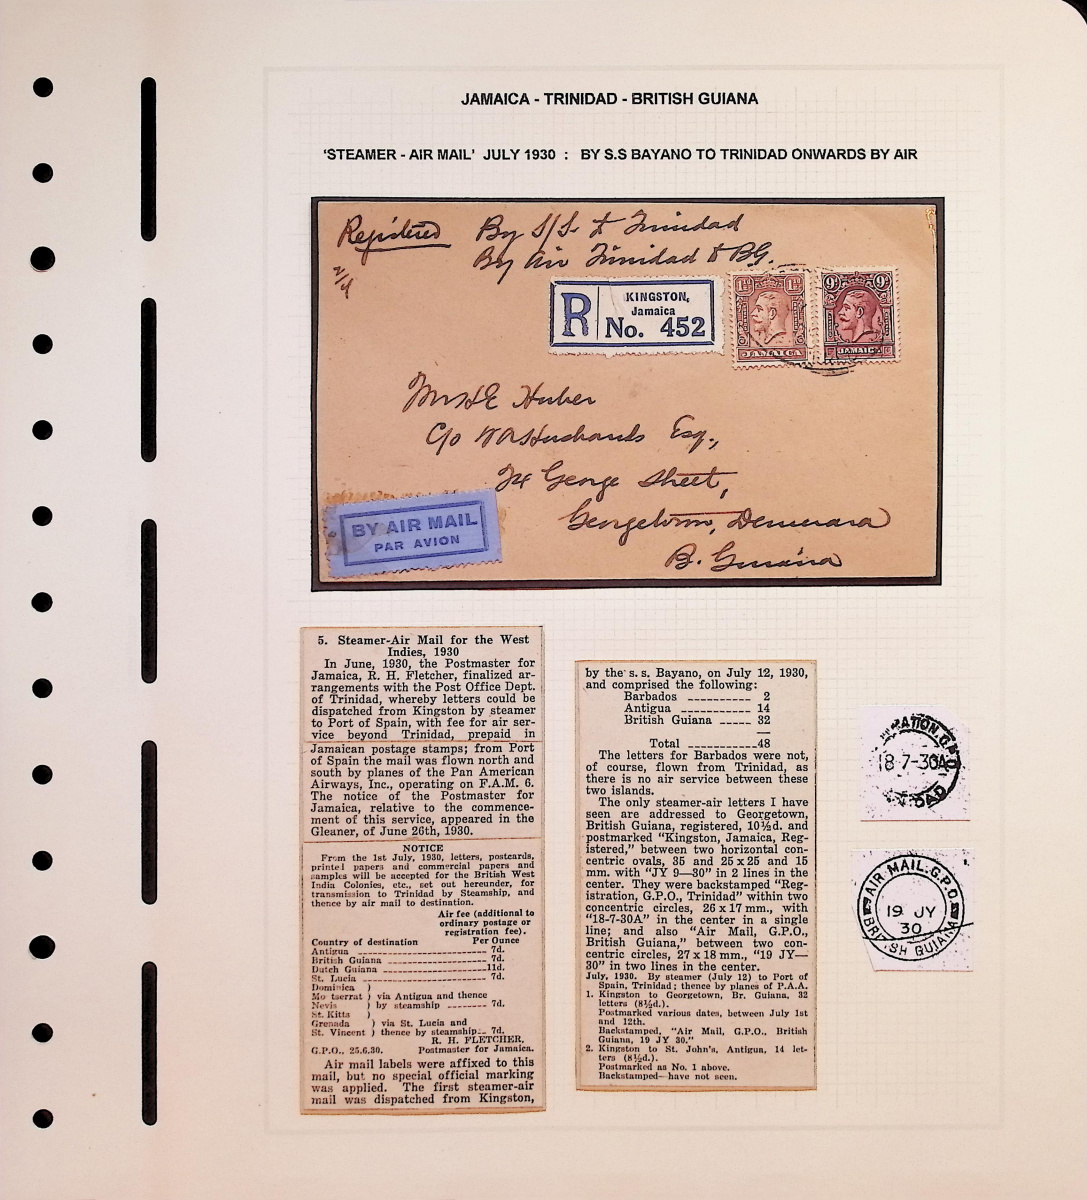 JAMAICA - TRINIDAD - BRITISH GUIANA
'STEAMER - AIR MAIL' JULY 1930 : BY S.S BAYANO TO TRINIDAD ONWARDS BY AIR
Registered By S/S to Trinidad
By Air Trinidad to B.G.
R KINGSTON,
Jamaica
No. 452
1½D 1½D
JAMAICA
9D 9D
JAMAICA
Mrs H E Huber
C/o Husbands Esq.,
George Street,
Georgetown, Demerara
B. Guiana
BY AIR MAIL
PAR AVION
5. Steamer-Air Mail for the West
Indies, 1930
In June, 1930, the Postmaster for
Jamaica, R. H. Fletcher, finalized ar-
rangements with the Post Office Dept.
of Trinidad, whereby letters could be
dispatched from Kingston by steamer
to Port of Spain, with fee for air ser-
vice beyond Trinidad, prepaid in
Jamaican postage stamps; from Port
of Spain the mail was flown north and
south by planes of the Pan American
Airways, Inc., operating on F.A.M. 6.
The notice of the Postmaster for
Jamaica, relative to the commence-
ment of this service, appeared in the
Gleaner, of June 26th, 1930.
NOTICE
From the 1st July, 1930, letters, postcards,
printed papers and commercial papers and
samples will be accepted for the British West
India Colonies, etc., set out hereunder, for
transmission to Trinidad by Steamship, and
thence by air mail to destination.
Air fee (additional to
ordinary postage or
registration fee).
Country of destination Per Ounce
Antigua ---------- 7d.
British Guiana ---------- 7d.
Dutch Guiana ---------- 11d.
St. Lucia ---------- 7d.
Dominica )
Montserrat ) via Antigua and thence
Nevis ) by steamship -------- 7d.
St. Kitts )
Grenada ) via St. Lucia and
St. Vincent ) thence by steamship-- 7d.
R. H. FLETCHER,
G.P.O., 25.6.30. Postmaster for Jamaica.
Air mail labels were affixed to this
mail, but no special official marking
was applied. The first steamer-air
mail was dispatched from Kingston,
by the s. s. Bayano, on July 12, 1930,
and comprised the following:
Barbados ---------- 2
Antigua ---------- 14
British Guiana ----- 32
—
Total ----------48
The letters for Barbados were not,
of course, flown from Trinidad, as
there is no air service between these
two islands.
The only steamer-air letters I have
seen are addressed to Georgetown,
British Guiana, registered, 10½d. and
postmarked "Kingston, Jamaica, Reg-
istered," between two horizontal con-
centric ovals, 35 and 25 x 25 and 15
mm. with "JY 9—30" in 2 lines in the
center. They were backstamped "Reg-
istration, G.P.O., Trinidad" within two
concentric circles, 26 x 17 mm., with
"18-7-30A" in the center in a single
line; and also "Air Mail, G.P.O.,
British Guiana," between two con-
centric circles, 27 x 18 mm., "19 JY—
30" in two lines in the center.
July, 1930. By steamer (July 12) to Port of
Spain, Trinidad; thence by planes of P.A.A.
1. Kingston to Georgetown, Br. Guiana, 32
letters (8½d.).
Postmarked various dates, between July 1st
and 12th.
Backstamped, "Air Mail, G.P.O., British
Guiana, 19 JY 30."
2. Kingston to St. John's, Antigua, 14 let-
ters (8½d.).
Postmarked as No. 1 above.
Backstamped—have not seen.
RATION, G.P.O
18 7-30A
DAD
AIR MAIL. G.P.O.
19 JY
30
BRITISH GUIANA